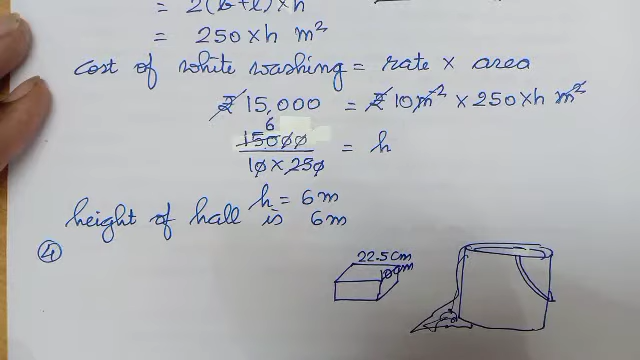 = 2(b+l)×h
= 250×h m²
cost of white washing = rate × area
₹ 15,000 = ₹ 10 m⁻² × 250×h m²
6
15000 / 10 × 250 = h
h = 6m
height of hall is 6m
④
22.5cm
10cm